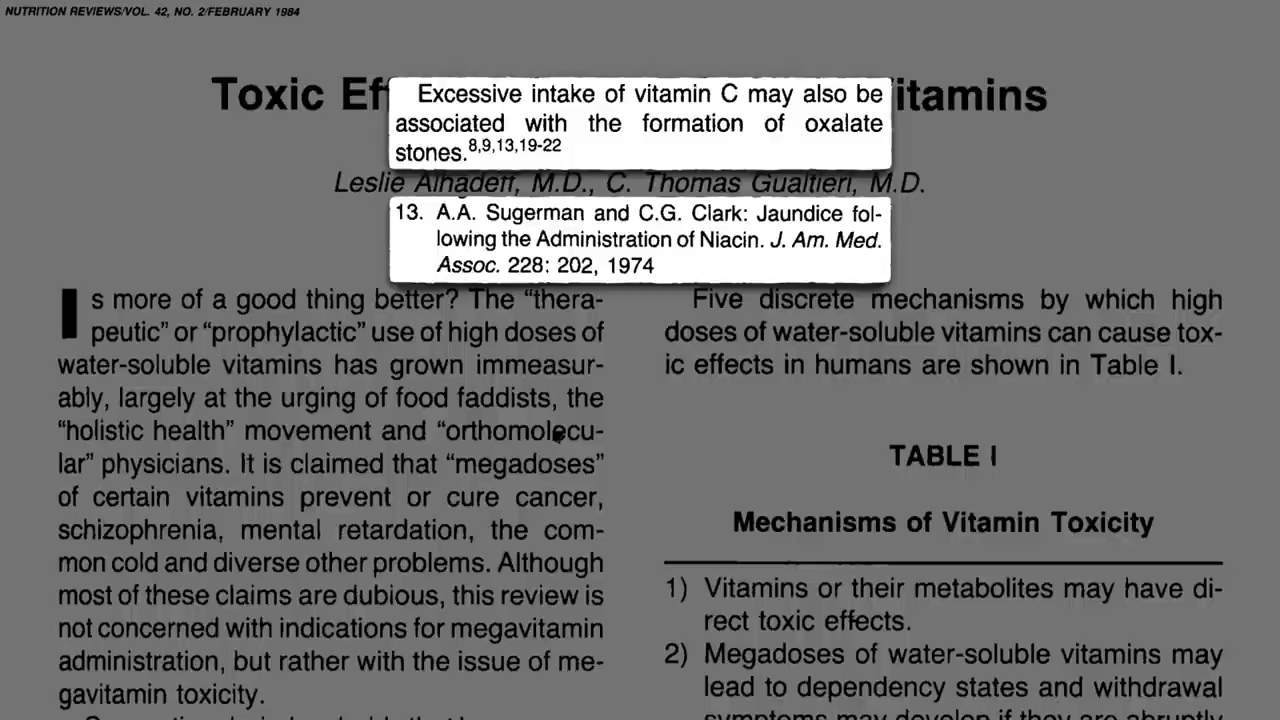 NUTRITION REVIEWS/VOL. 42, NO. 2/FEBRUARY 1984
Toxic Ef
itamins
Excessive intake of vitamin C may also be
associated with the formation of oxalate
stones.8,9,13,19-22
Leslie Alhadeff, M.D., C. Thomas Gualtieri, M.D.
13. A.A. Sugerman and C.G. Clark: Jaundice fol-
lowing the Administration of Niacin. J. Am. Med.
Assoc. 228: 202, 1974
Is more of a good thing better? The “thera-
peutic” or “prophylactic” use of high doses of
water-soluble vitamins has grown immeasur-
ably, largely at the urging of food faddists, the
“holistic health” movement and “orthomolecu-
lar” physicians. It is claimed that “megadoses”
of certain vitamins prevent or cure cancer,
schizophrenia, mental retardation, the com-
mon cold and diverse other problems. Although
most of these claims are dubious, this review is
not concerned with indications for megavitamin
administration, but rather with the issue of me-
gavitamin toxicity.
Five discrete mechanisms by which high
doses of water-soluble vitamins can cause tox-
ic effects in humans are shown in Table I.
TABLE I
Mechanisms of Vitamin Toxicity
1) Vitamins or their metabolites may have di-
rect toxic effects.
2) Megadoses of water-soluble vitamins may
lead to dependency states and withdrawal
symptoms may develop if they are abruptly